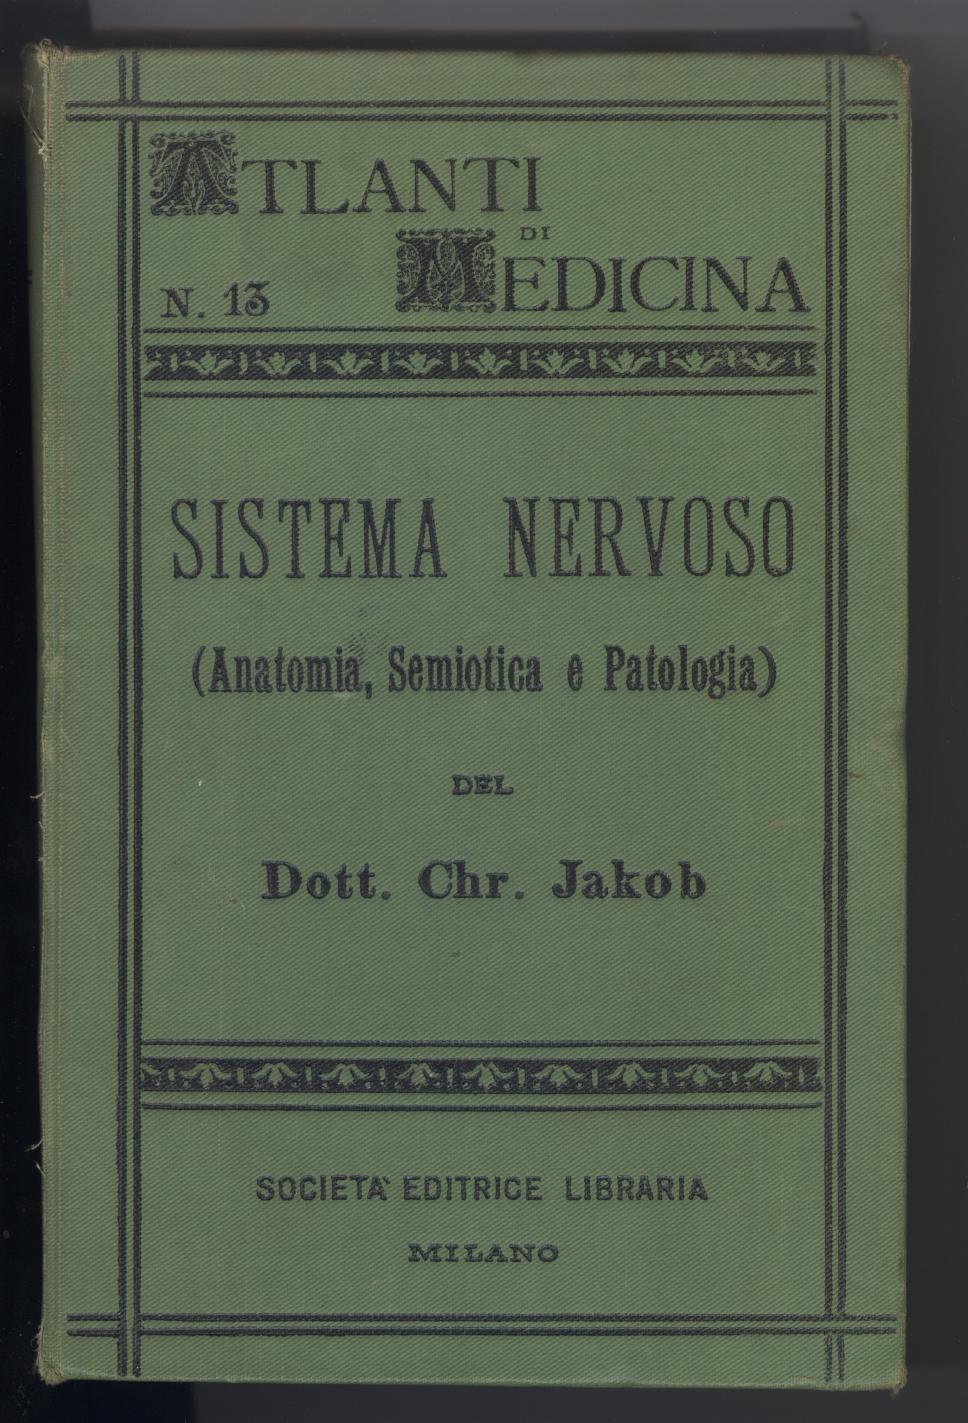 ATLANTI
DI
MEDICINA
N. 13
SISTEMA NERVOSO
(Anatomia, Semiotica e Patologia)
DEL
Dott. Chr. Jakob
SOCIETA' EDITRICE LIBRARIA
MILANO